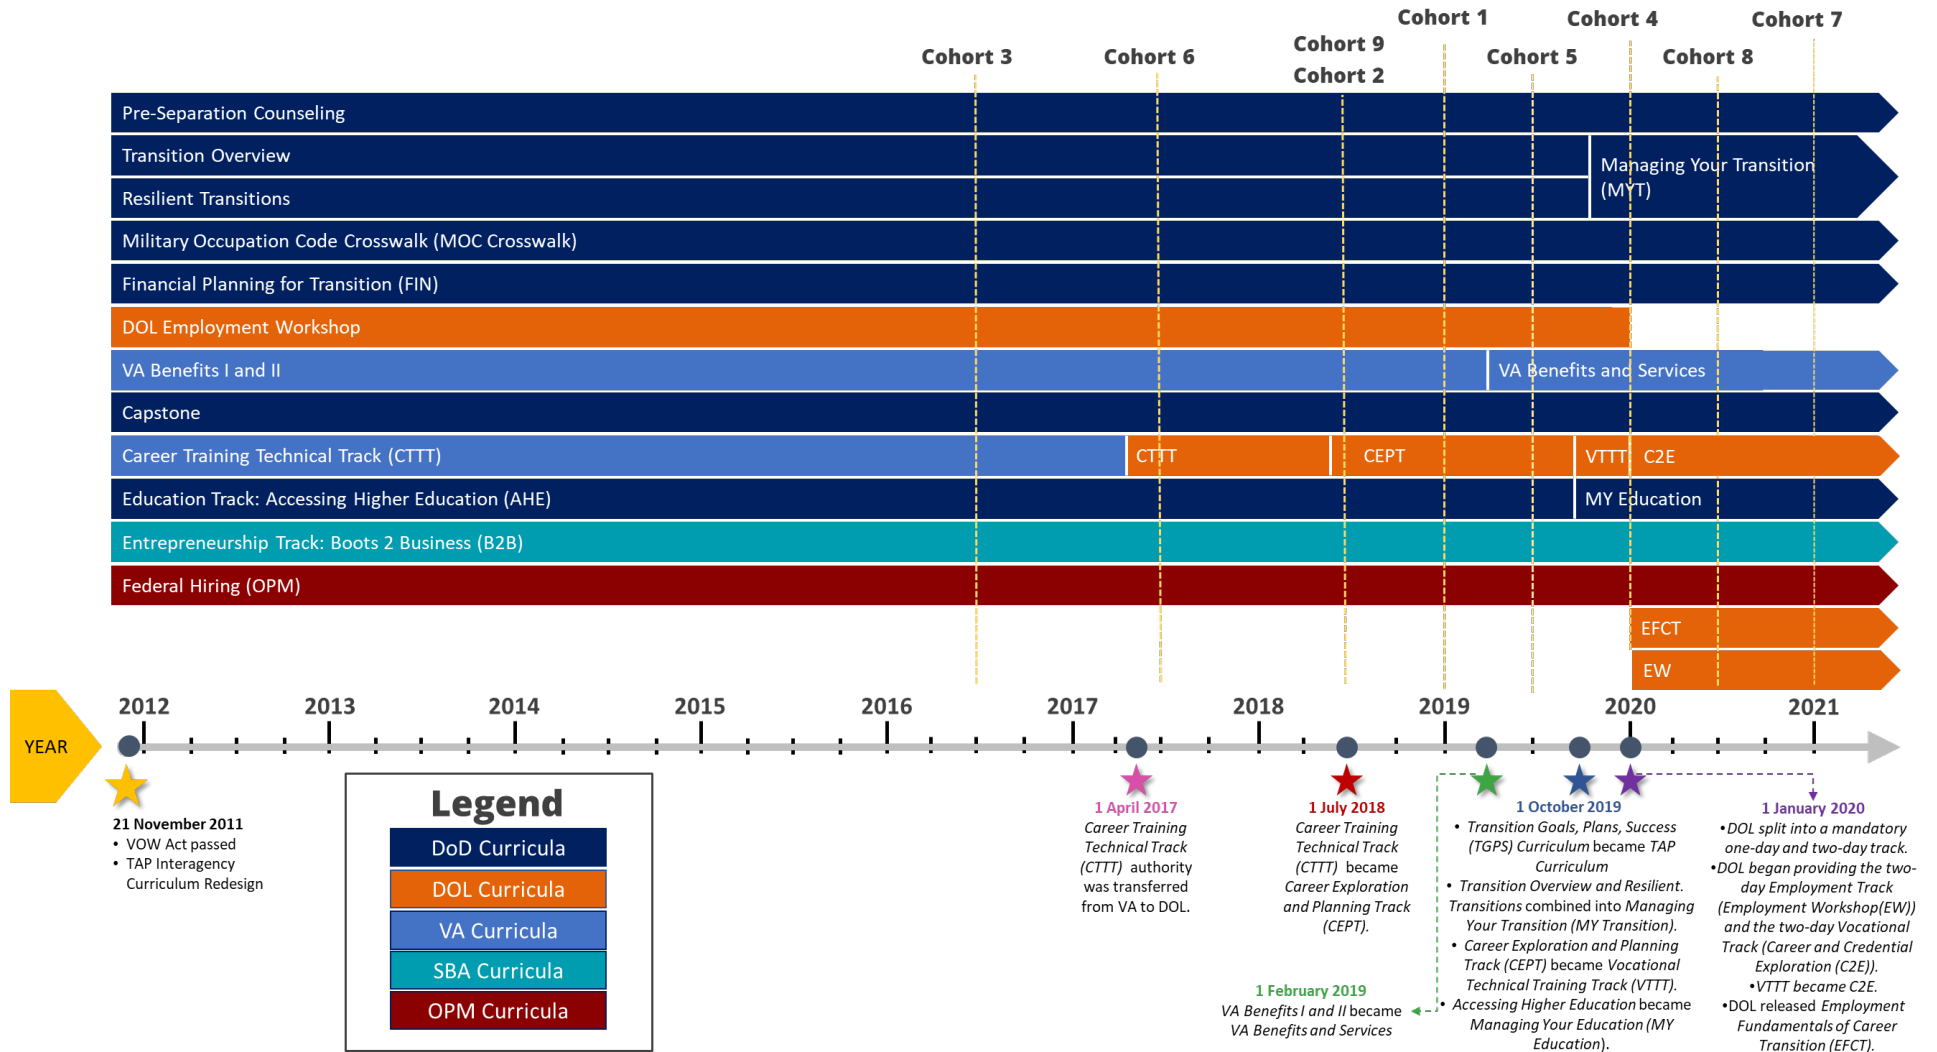 Cohort 1
Cohort 4
Cohort 7
Cohort 9
Cohort 3
Cohort 6
Cohort 2
Cohort 5
Cohort 8
Pre-Separation Counseling
Transition Overview
Managing Your Transition
(MYT)
Resilient Transitions
Military Occupation Code Crosswalk (MOC Crosswalk)
Financial Planning for Transition (FIN)
DOL Employment Workshop
VA Benefits I and II
VA Benefits and Services
Capstone
Career Training Technical Track (CTTT)
CTTT
CEPT
VTTT
C2E
Education Track: Accessing Higher Education (AHE)
MY Education
Entrepreneurship Track: Boots 2 Business (B2B)
Federal Hiring (OPM)
EFCT
EW
YEAR
2012
2013
2014
2015
2016
2017
2018
2019
2020
2021
21 November 2011
• VOW Act passed
• TAP Interagency
Curriculum Redesign
Legend
DoD Curricula
DOL Curricula
VA Curricula
SBA Curricula
OPM Curricula
1 April 2017
Career Training
Technical Track
(CTTT) authority
was transferred
from VA to DOL.
1 July 2018
Career Training
Technical Track
(CTTT) became
Career Exploration
and Planning Track
(CEPT).
1 February 2019
VA Benefits I and II became
VA Benefits and Services
1 October 2019
• Transition Goals, Plans, Success
(TGPS) Curriculum became TAP
Curriculum
• Transition Overview and Resilient.
Transitions combined into Managing
Your Transition (MY Transition).
• Career Exploration and Planning
Track (CEPT) became Vocational
Technical Training Track (VTTT).
• Accessing Higher Education became
Managing Your Education (MY
Education).
1 January 2020
•DOL split into a mandatory
one-day and two-day track.
•DOL began providing the two-
day Employment Track
(Employment Workshop(EW))
and the two-day Vocational
Track (Career and Credential
Exploration (C2E)).
•VTTT became C2E.
•DOL released Employment
Fundamentals of Career
Transition (EFCT).